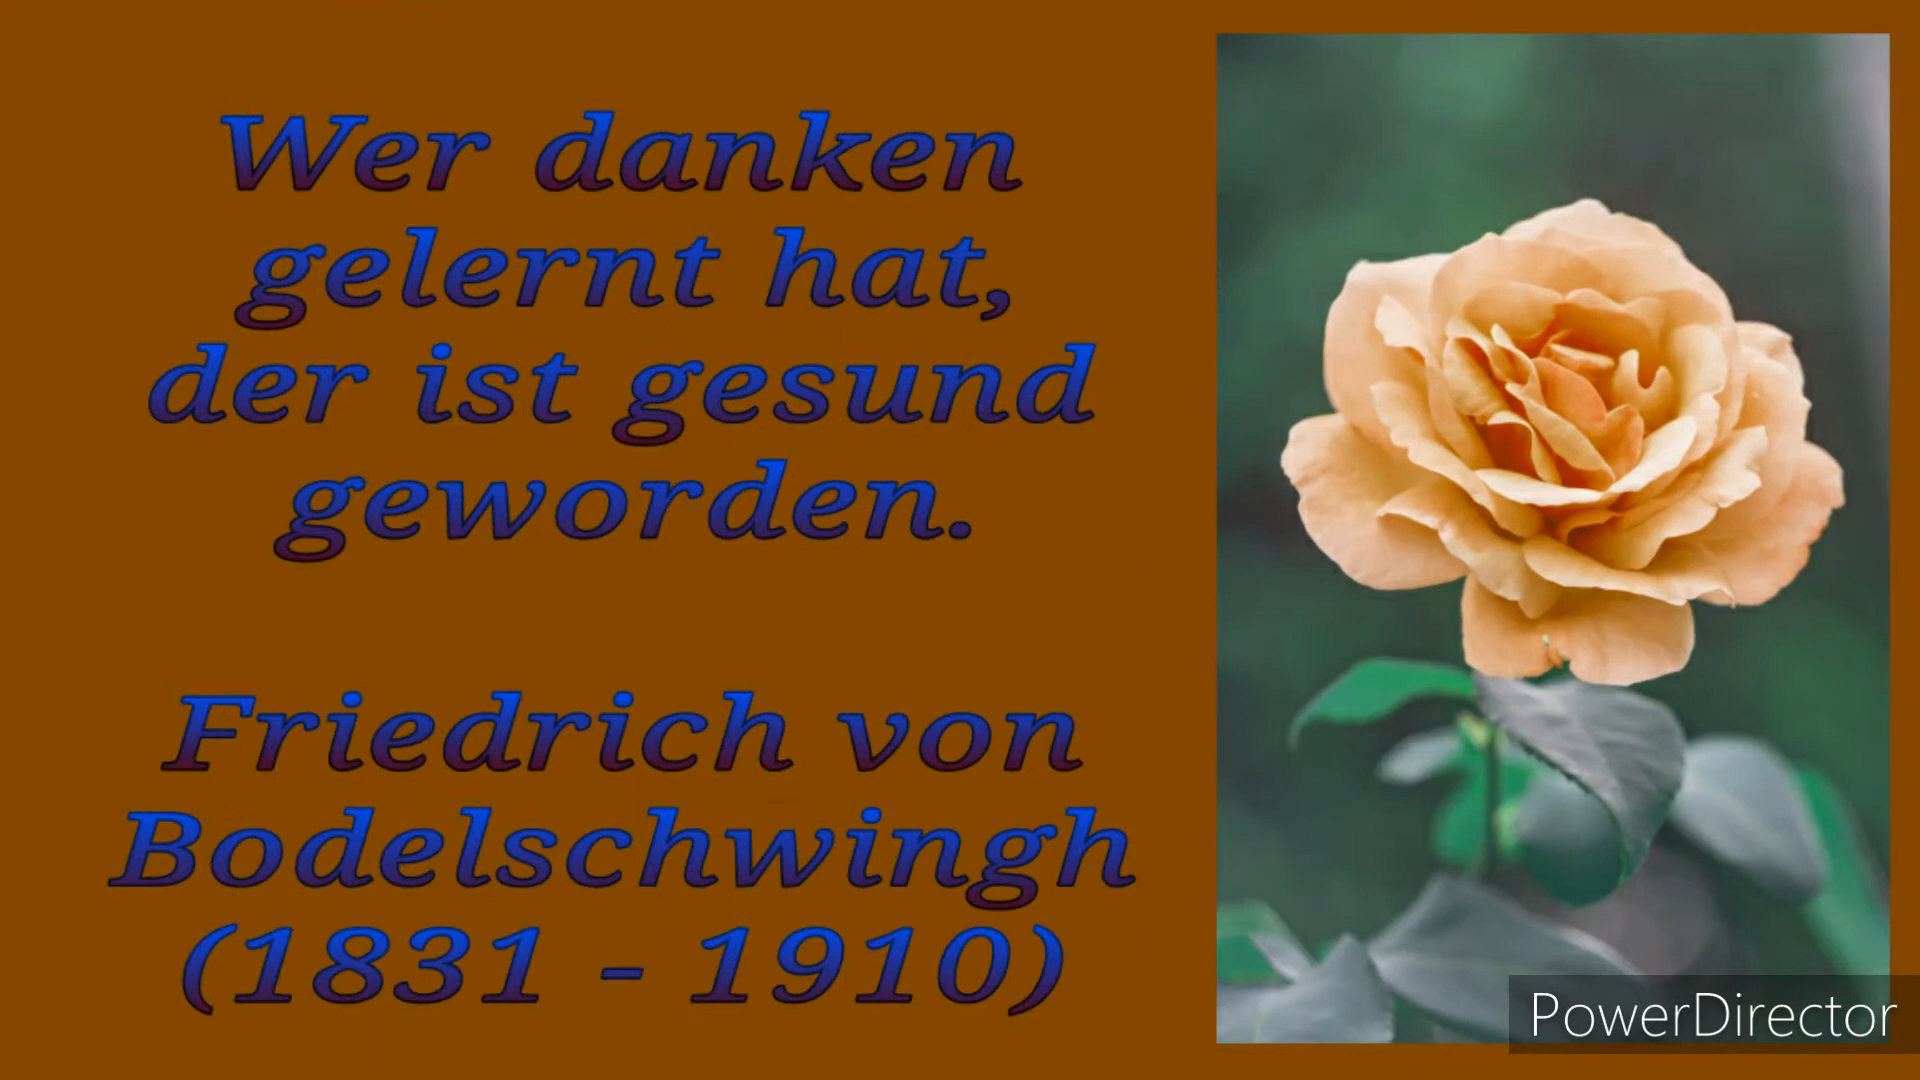 Wer danken
gelernt hat,
der ist gesund
geworden.
Friedrich von
Bodelschwingh
(1831 - 1910)
PowerDirector